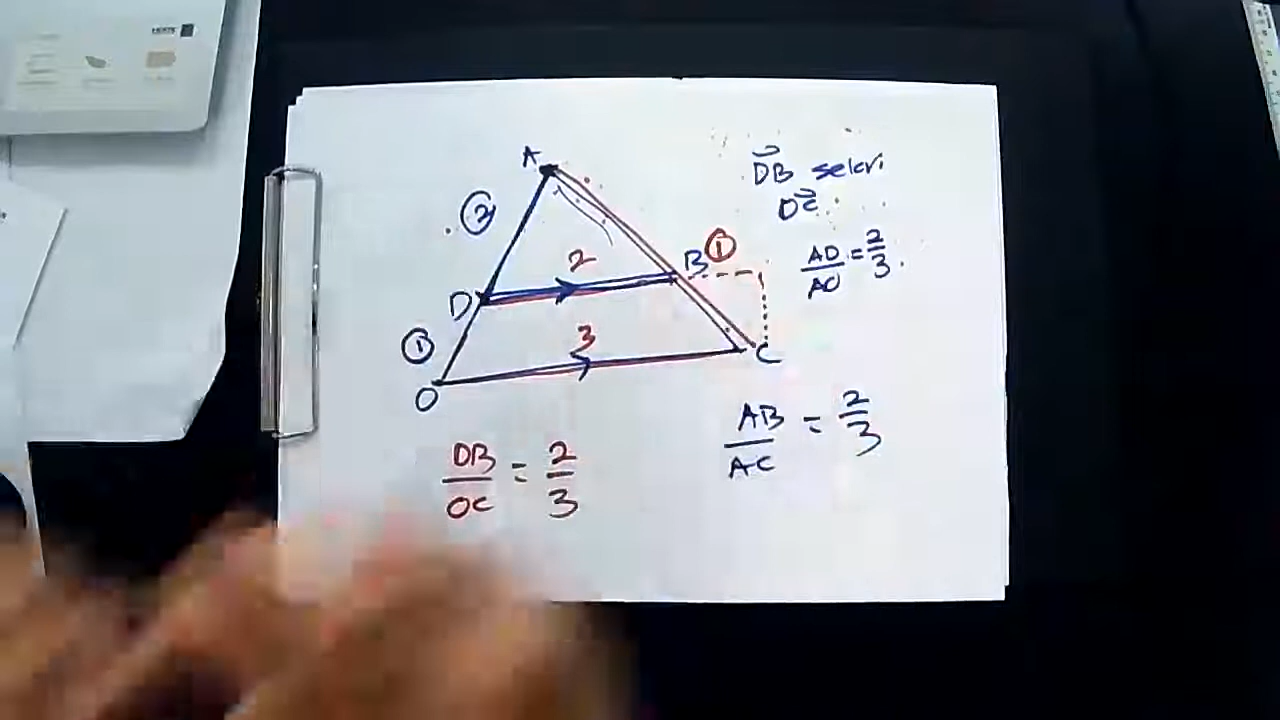 A
②
DB selari
OC
B ①
2
AD/AO = 2/3
D
3
①
C
O
AB/AC = 2/3
DB/OC = 2/3